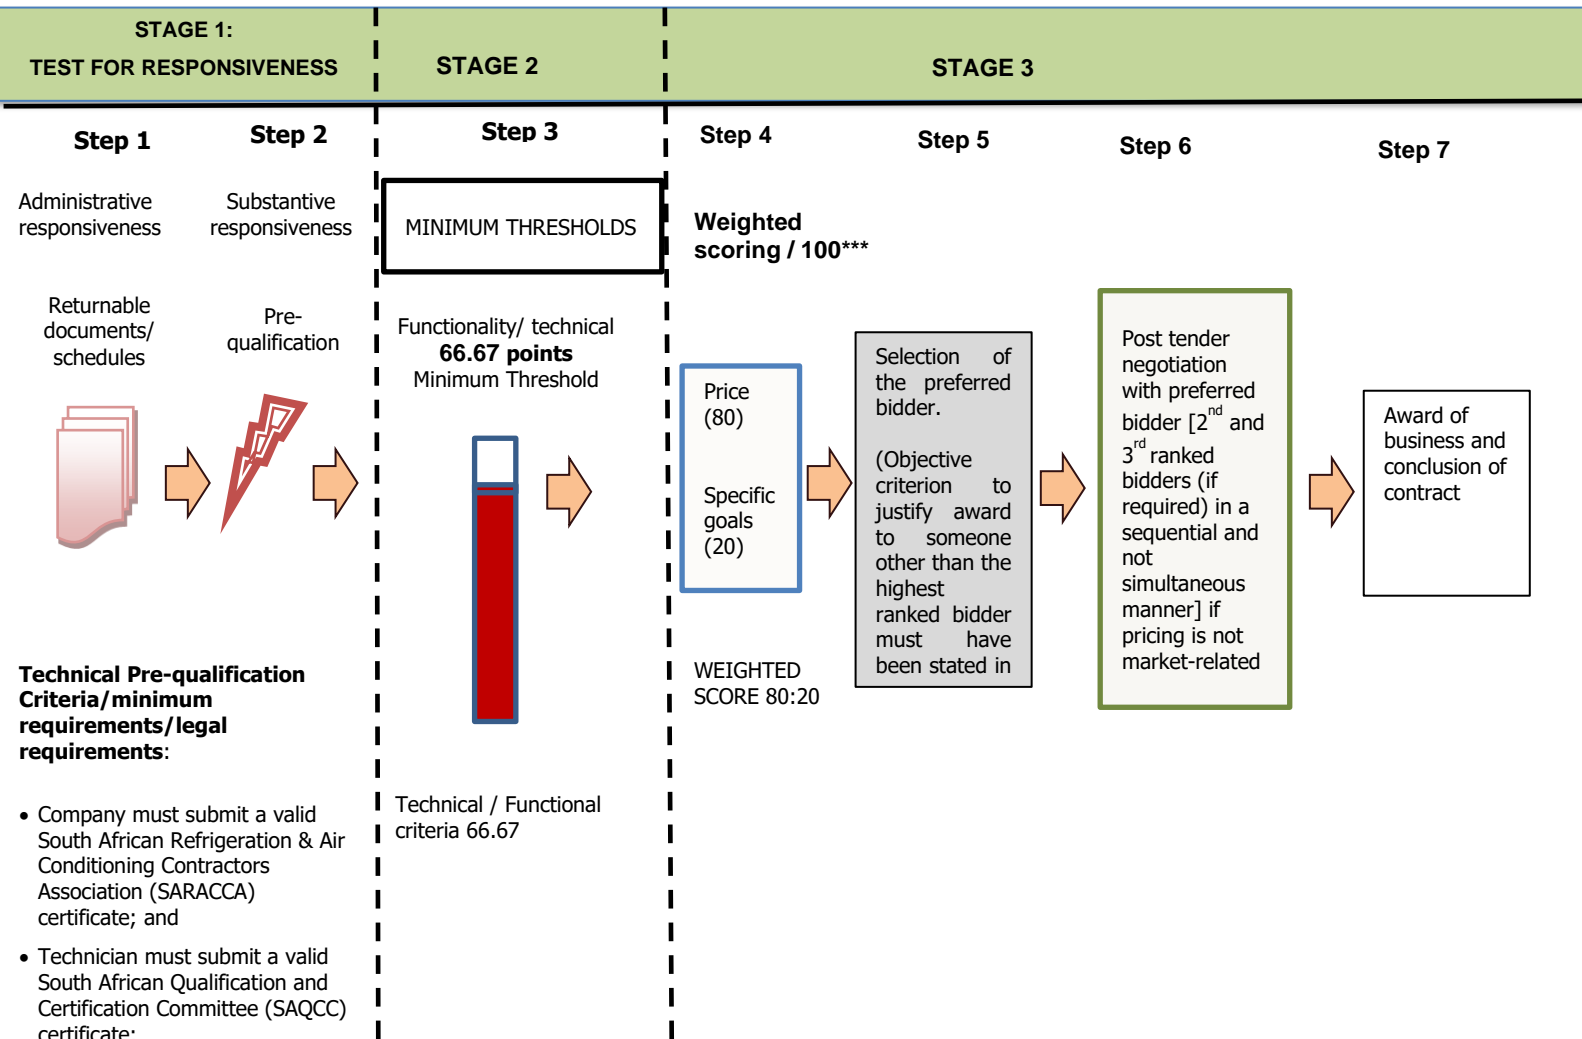 STAGE 1:
TEST FOR RESPONSIVENESS
STAGE 2
STAGE 3
Step 1
Step 2
Step 3
Step 4
Step 5
Step 6
Step 7
Administrative
responsiveness
Substantive
responsiveness
MINIMUM THRESHOLDS
Weighted
scoring / 100***
Returnable
documents/
schedules
Pre-
qualification
Functionality/ technical
66.67 points
Minimum Threshold
Price
(80)
Specific
goals
(20)
WEIGHTED
SCORE 80:20
Selection of
the preferred
bidder.
(Objective
criterion to
justify award
to someone
other than the
highest
ranked bidder
must have
been stated in
Post tender
negotiation
with preferred
bidder [2nd and
3rd ranked
bidders (if
required) in a
sequential and
not
simultaneous
manner] if
pricing is not
market-related
Award of
business and
conclusion of
contract
Technical Pre-qualification
Criteria/minimum
requirements/legal
requirements:
• Company must submit a valid
South African Refrigeration & Air
Conditioning Contractors
Association (SARACCA)
certificate; and
• Technician must submit a valid
South African Qualification and
Certification Committee (SAQCC)
certificate;
Technical / Functional
criteria 66.67